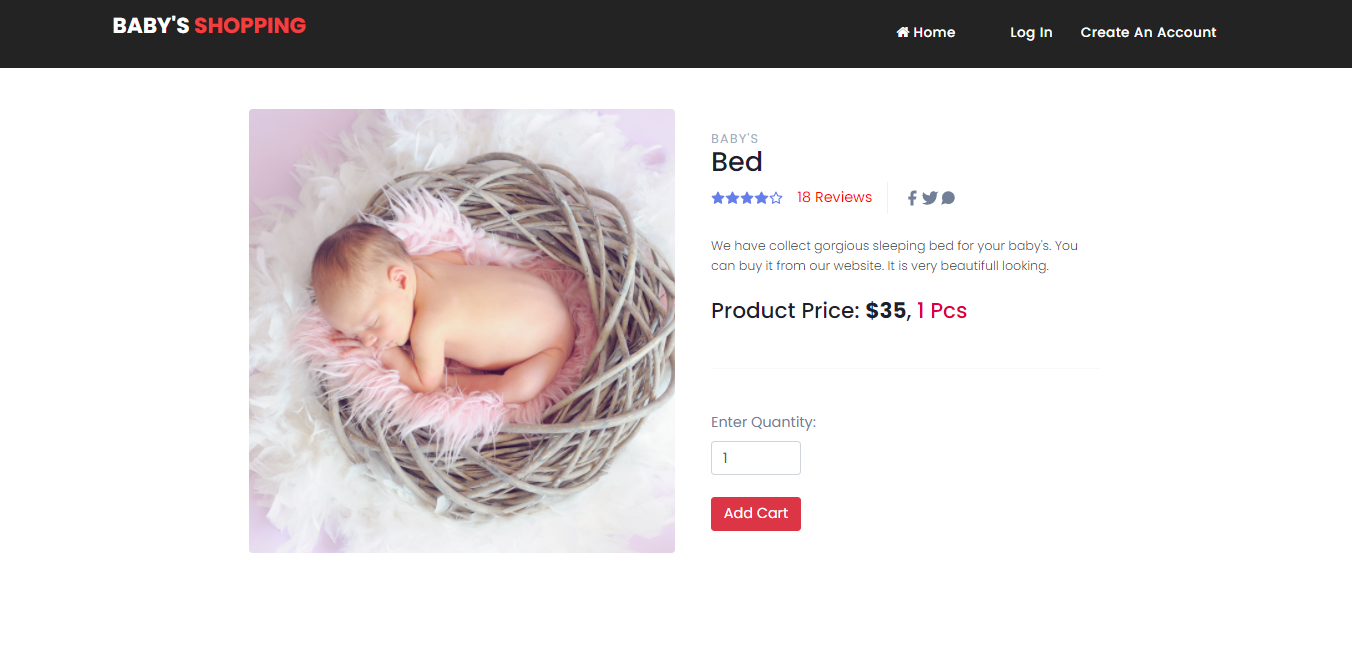 BABY'S SHOPPING
Home
Log In
Create An Account
BABY'S
Bed
18 Reviews
We have collect gorgious sleeping bed for your baby's. You
can buy it from our website. It is very beautifull looking.
Product Price: $35, 1 Pcs
Enter Quantity:
1
Add Cart